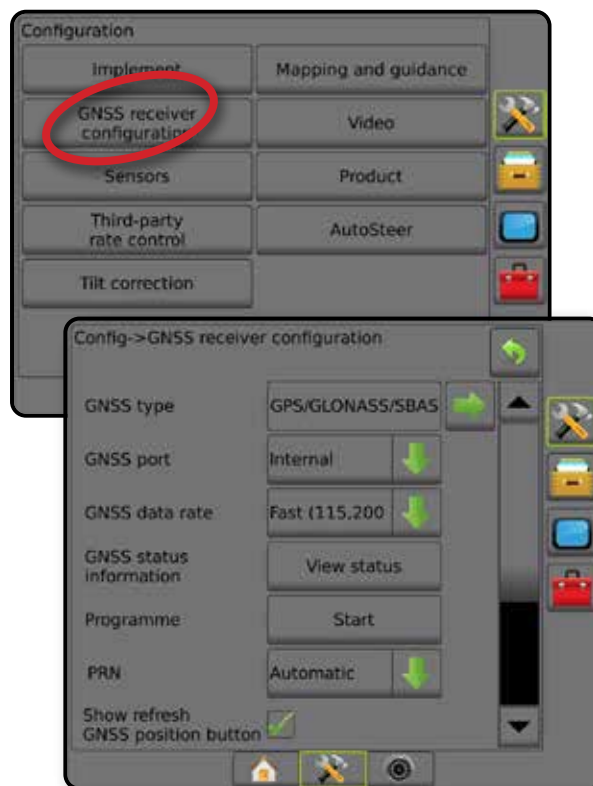 Configuration
Implement
Mapping and guidance
GNSS receiver
configuration
Video
Sensors
Product
Third-party
rate control
AutoSteer
Tilt correction
Config->GNSS receiver configuration
GNSS type
GPS/GLONASS/SBAS
GNSS port
Internal
GNSS data rate
Fast (115,200
GNSS status
information
View status
Programme
Start
PRN
Automatic
Show refresh
GNSS position button